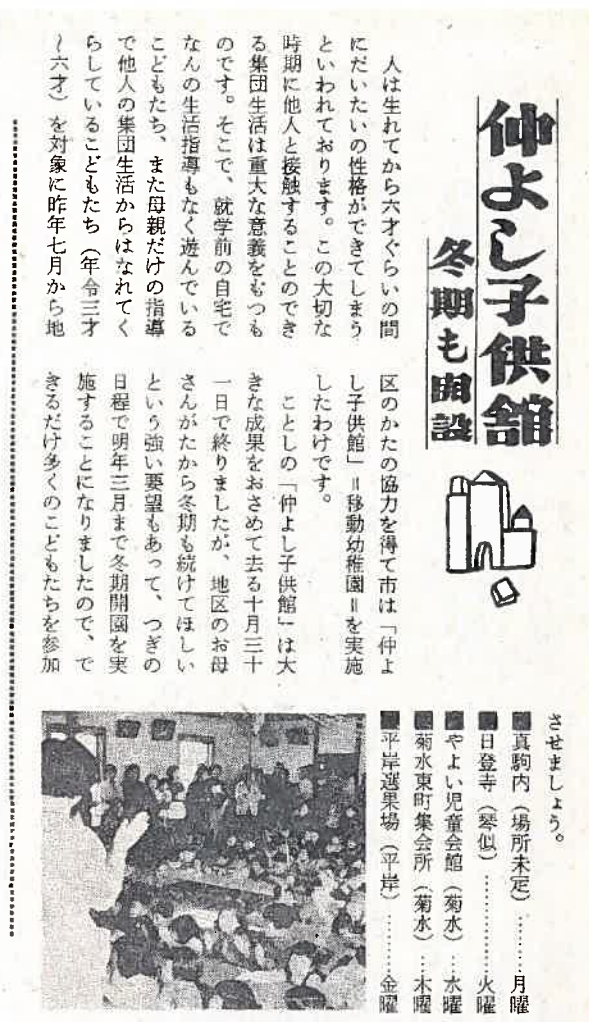 仲よし子供館
冬期も開設
人は生れてから六才ぐらいの間
にだいたいの性格ができてしまう
といわれております。この大切な
時期に他人と接触することのでき
る集団生活は重大な意義をもつも
のです。そこで、就学前の自宅で
なんの生活指導もなく遊んでいる
こどもたち、また母親だけの指導
で他人の集団生活からはなれてく
らしているこどもたち（年令三才
〜六才）を対象に昨年七月から地
区のかたの協力を得て市は「仲よ
し子供館」＝移動幼稚園＝を実施
したわけです。
ことしの「仲よし子供館」は大
きな成果をおさめて去る十月三十
一日で終りましたが、地区のお母
さんがたから冬期も続けてほしい
という強い要望もあって、つぎの
日程で明年三月まで冬期開園を実
施することになりましたので、で
きるだけ多くのこどもたちを参加
させましょう。
■真駒内（場所未定）………月曜
■日登寺（琴似）……………火曜
■やよい児童会館（菊水）…水曜
■菊水東町集会所（菊水）…木曜
■平岸選果場（平岸）………金曜